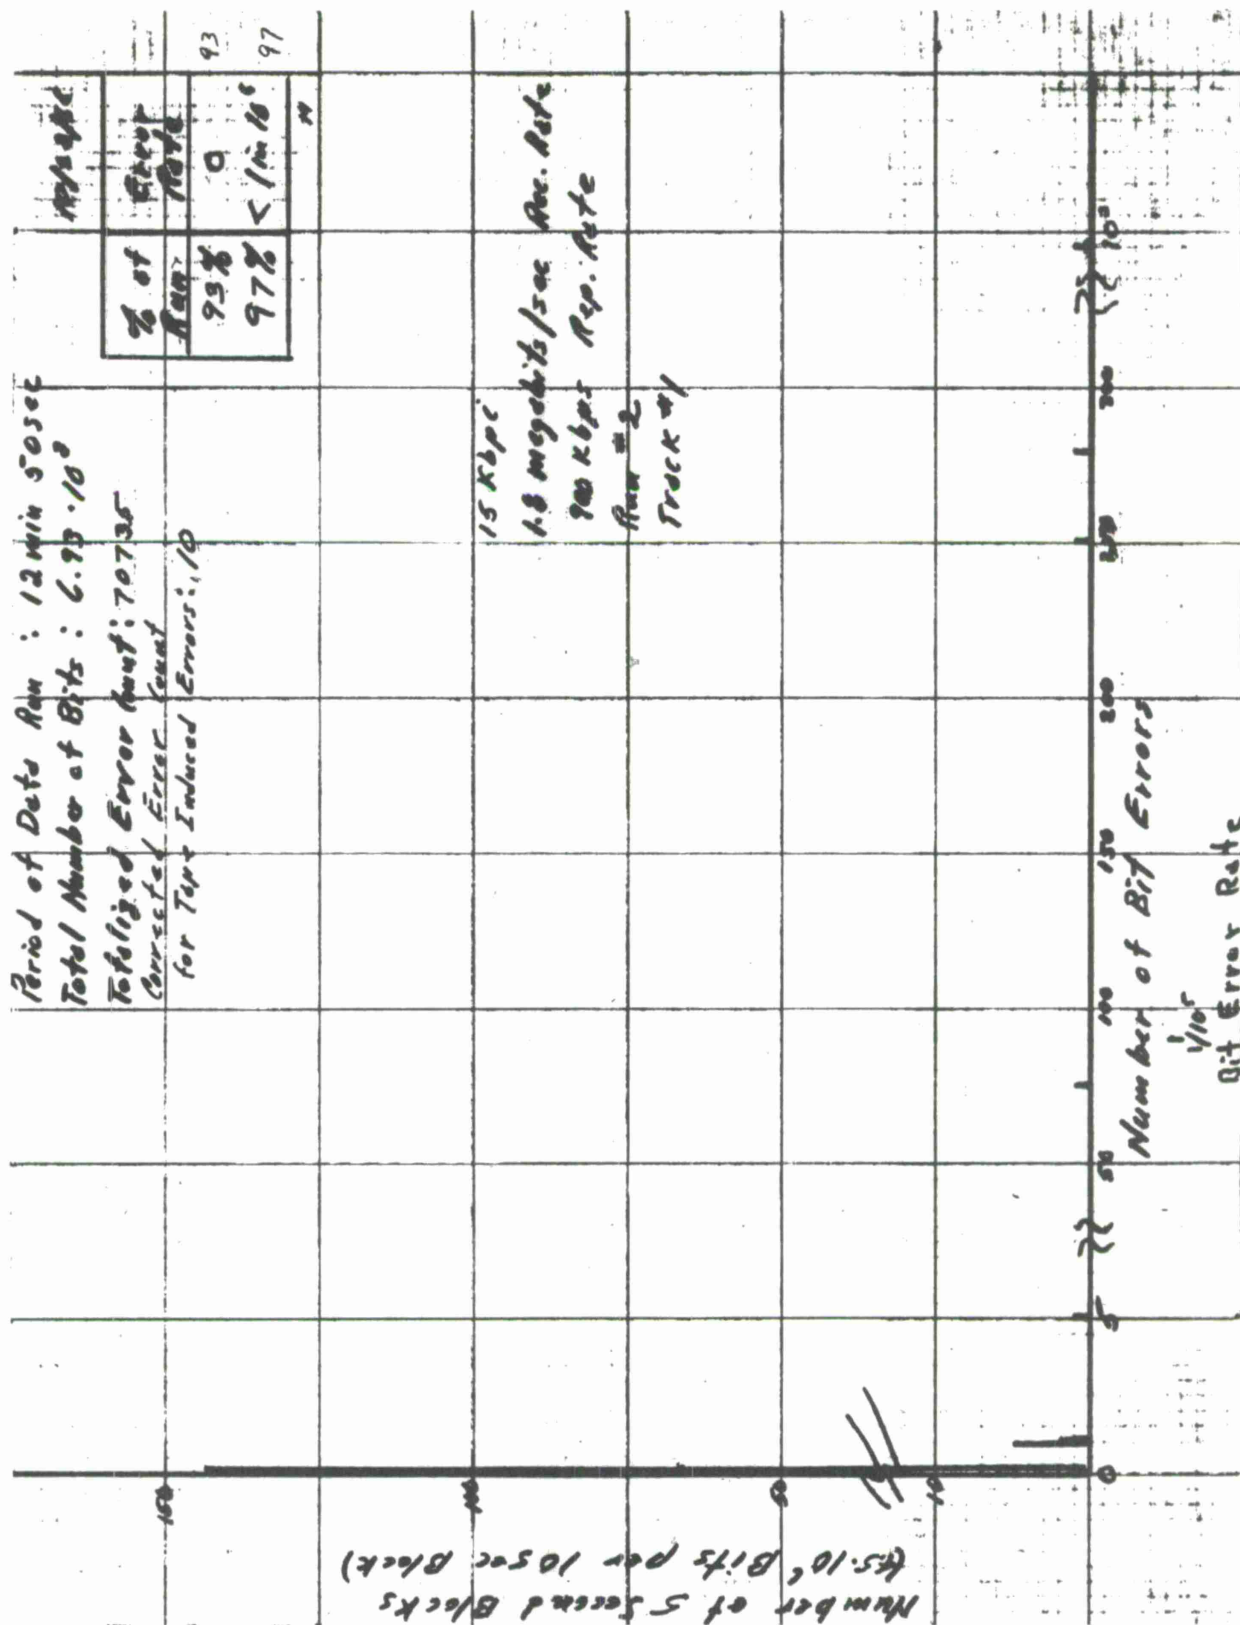 Period of Data Run : 12 min 50 sec
Total Number of Bits : 6.93 · 10⁸
Totalized Error Count : 70735
Corrected Error Count
for Tape Induced Errors : 10
% of Run
Error Rate
93% 0 93
97% < 1 in 10⁶ 97
15 Kbpi
1.8 megabits/sec Rec. Rate
900 Kbps Rep. Rate
Run #2
Track #1
Number of 5 Second Blocks
(4.5·10⁶ Bits per 10 sec Block)
150
100
50
10
0 5 50 100 150 200 250 300 10³
Number of Bit Errors
1/10⁵
Bit Error Rate